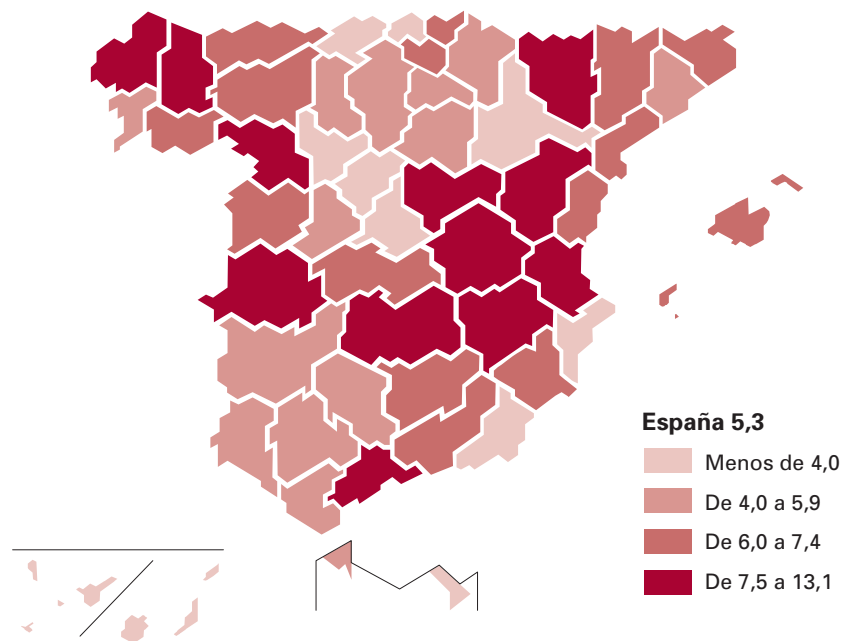 España 5,3
Menos de 4,0
De 4,0 a 5,9
De 6,0 a 7,4
De 7,5 a 13,1